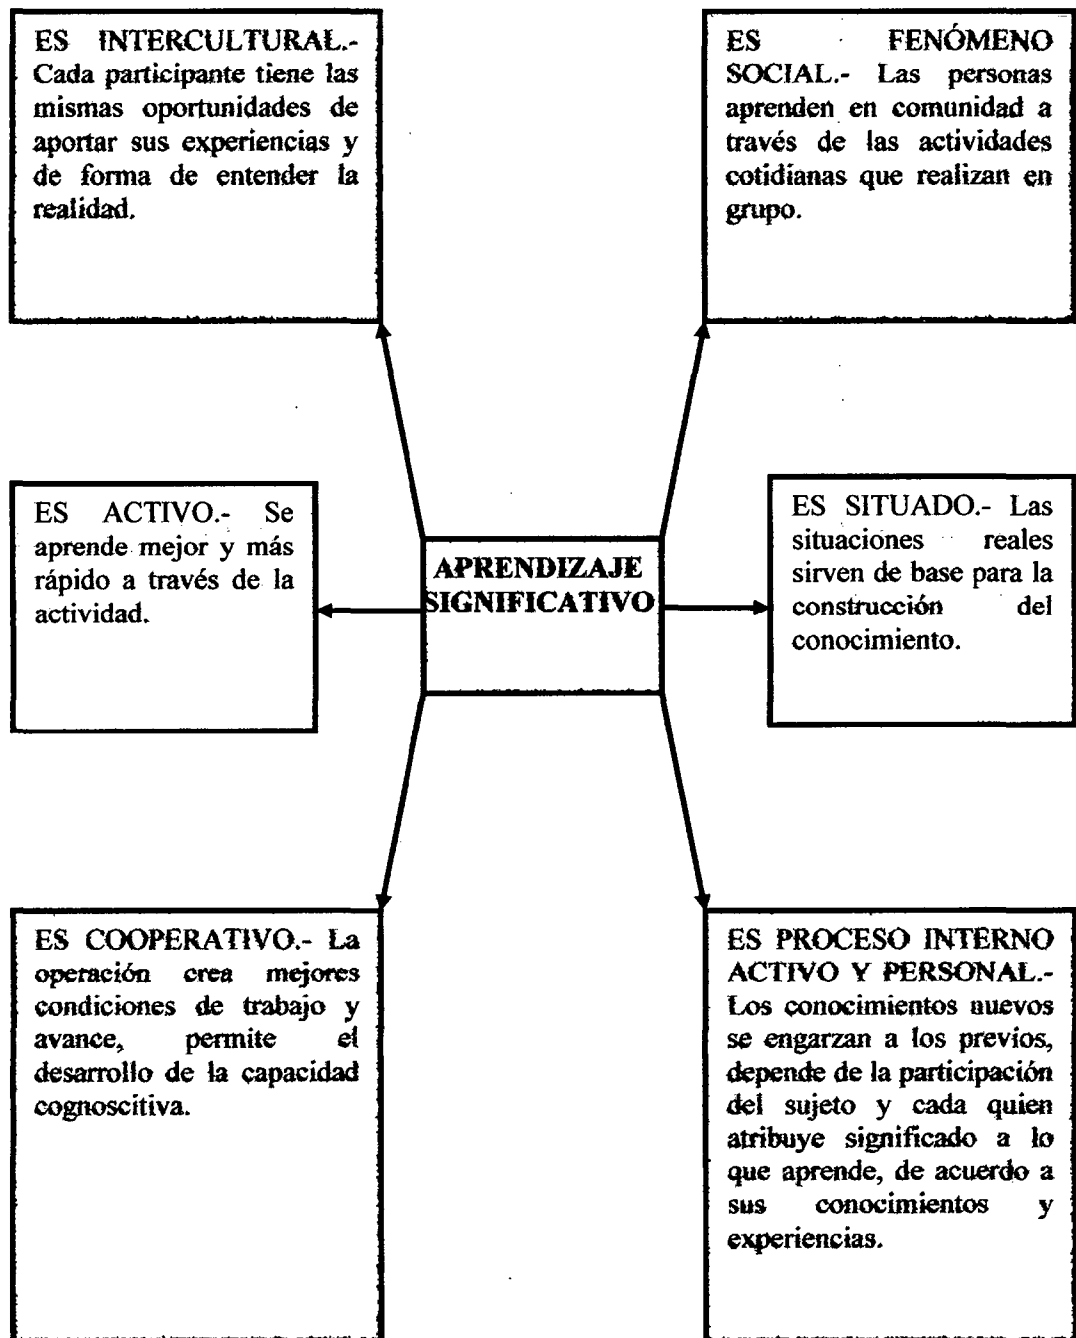 ES INTERCULTURAL.-
Cada participante tiene las
mismas oportunidades de
aportar sus experiencias y
de forma de entender la
realidad.
ES FENÓMENO
SOCIAL.- Las personas
aprenden en comunidad a
través de las actividades
cotidianas que realizan en
grupo.
ES ACTIVO.- Se
aprende mejor y más
rápido a través de la
actividad.
APRENDIZAJE
SIGNIFICATIVO
ES SITUADO.- Las
situaciones reales
sirven de base para la
construcción del
conocimiento.
ES COOPERATIVO.- La
operación crea mejores
condiciones de trabajo y
avance, permite el
desarrollo de la capacidad
cognoscitiva.
ES PROCESO INTERNO
ACTIVO Y PERSONAL.-
Los conocimientos nuevos
se engarzan a los previos,
depende de la participación
del sujeto y cada quien
atribuye significado a lo
que aprende, de acuerdo a
sus conocimientos y
experiencias.